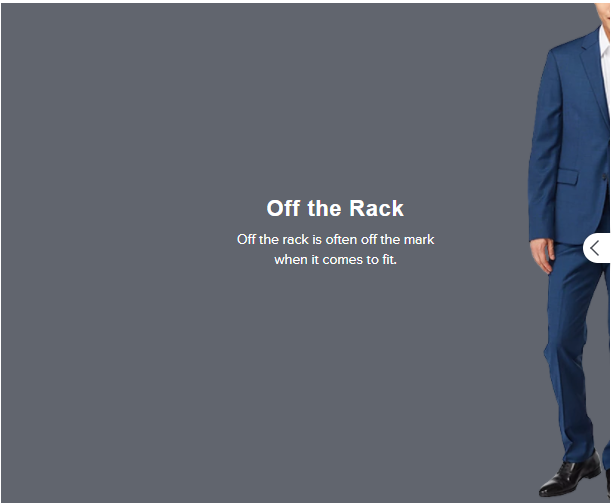 Off the Rack
Off the rack is often off the mark
when it comes to fit.